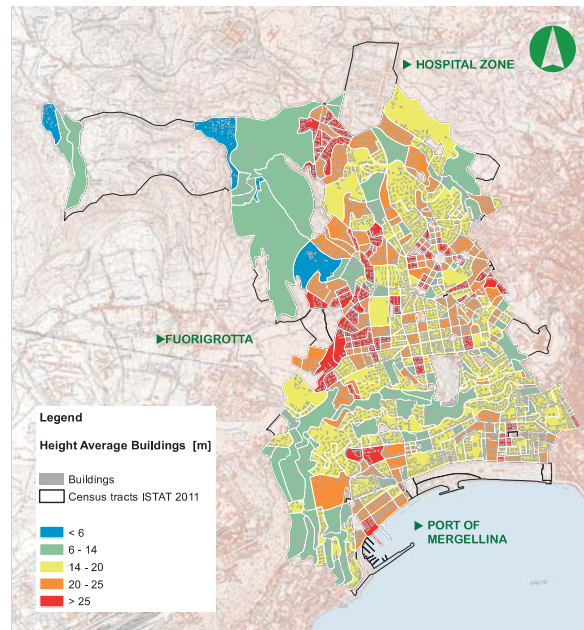 HOSPITAL ZONE
FUORIGROTTA
Legend
Height Average Buildings [m]
Buildings
Census tracts ISTAT 2011
< 6
6 - 14
14 - 20
20 - 25
> 25
PORT OF
MERGELLINA